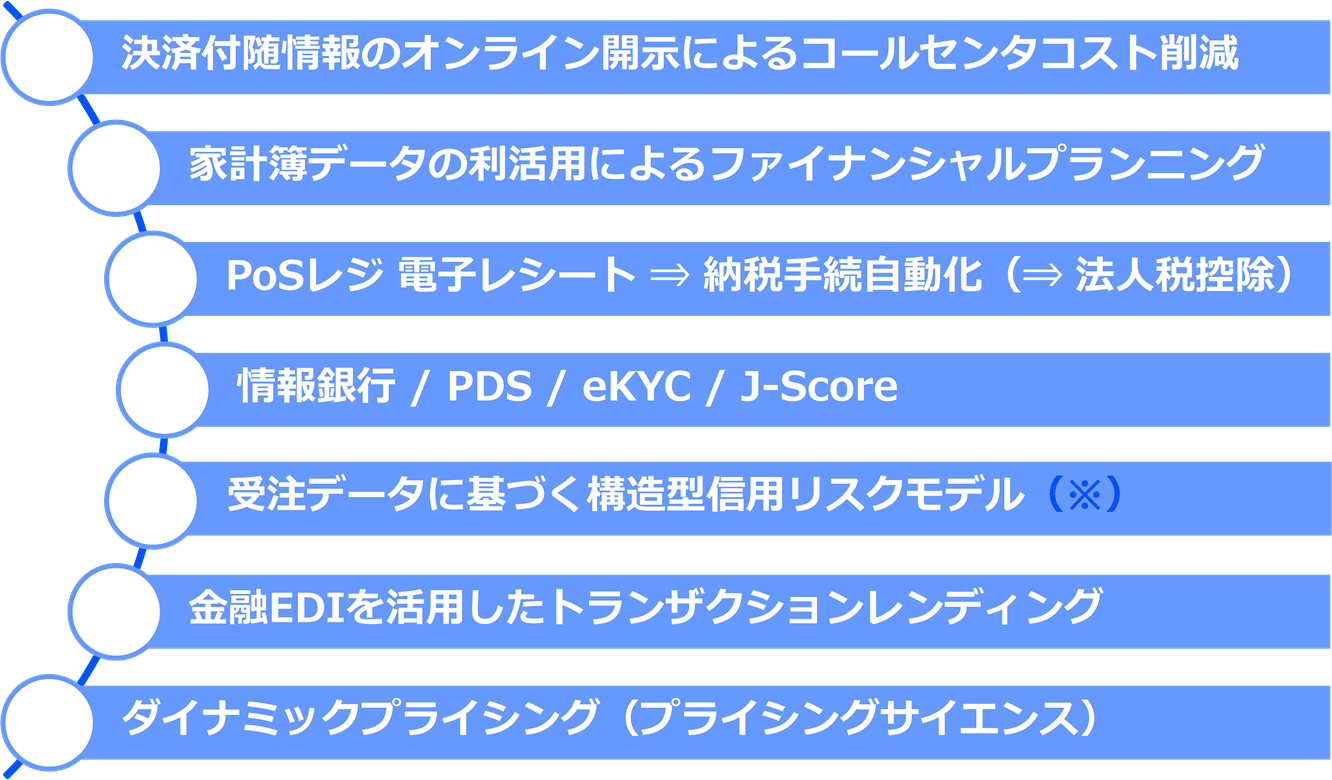 決済付随情報のオンライン開示によるコールセンタコスト削減
家計簿データの利活用によるファイナンシャルプランニング
PoSレジ 電子レシート ⇒ 納税手続自動化（⇒ 法人税控除）
情報銀行 / PDS / eKYC / J-Score
受注データに基づく構造型信用リスクモデル（※）
金融EDIを活用したトランザクションレンディング
ダイナミックプライシング（プライシングサイエンス）